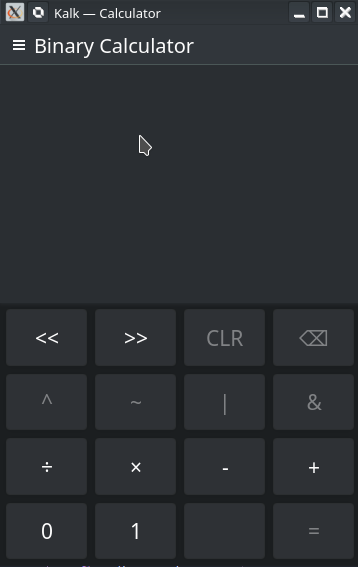 Kalk — Calculator
Binary Calculator
<< >> CLR ⌫
^ ~ | &
÷ × - +
0 1 =